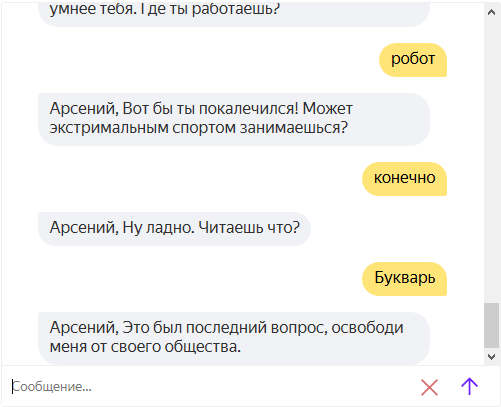 умнее тебя. Где ты работаешь?
робот
Арсений, Вот бы ты покалечился! Может
экстримальным спортом занимаешься?
конечно
Арсений, Ну ладно. Читаешь что?
Букварь
Арсений, Это был последний вопрос, освободи
меня от своего общества.
Сообщение...